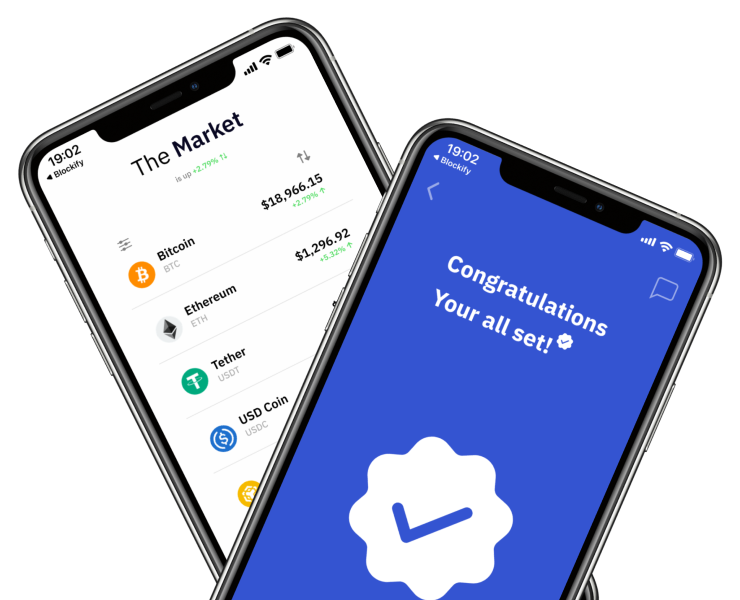 19:02
Blockify
The Market
is up +2.79%
$18,966.15
+2.79%
Bitcoin
BTC
$1,296.92
+5.32%
Ethereum
ETH
Tether
USDT
USD Coin
USDC
19:02
Blockify
Congratulations
Your all set!